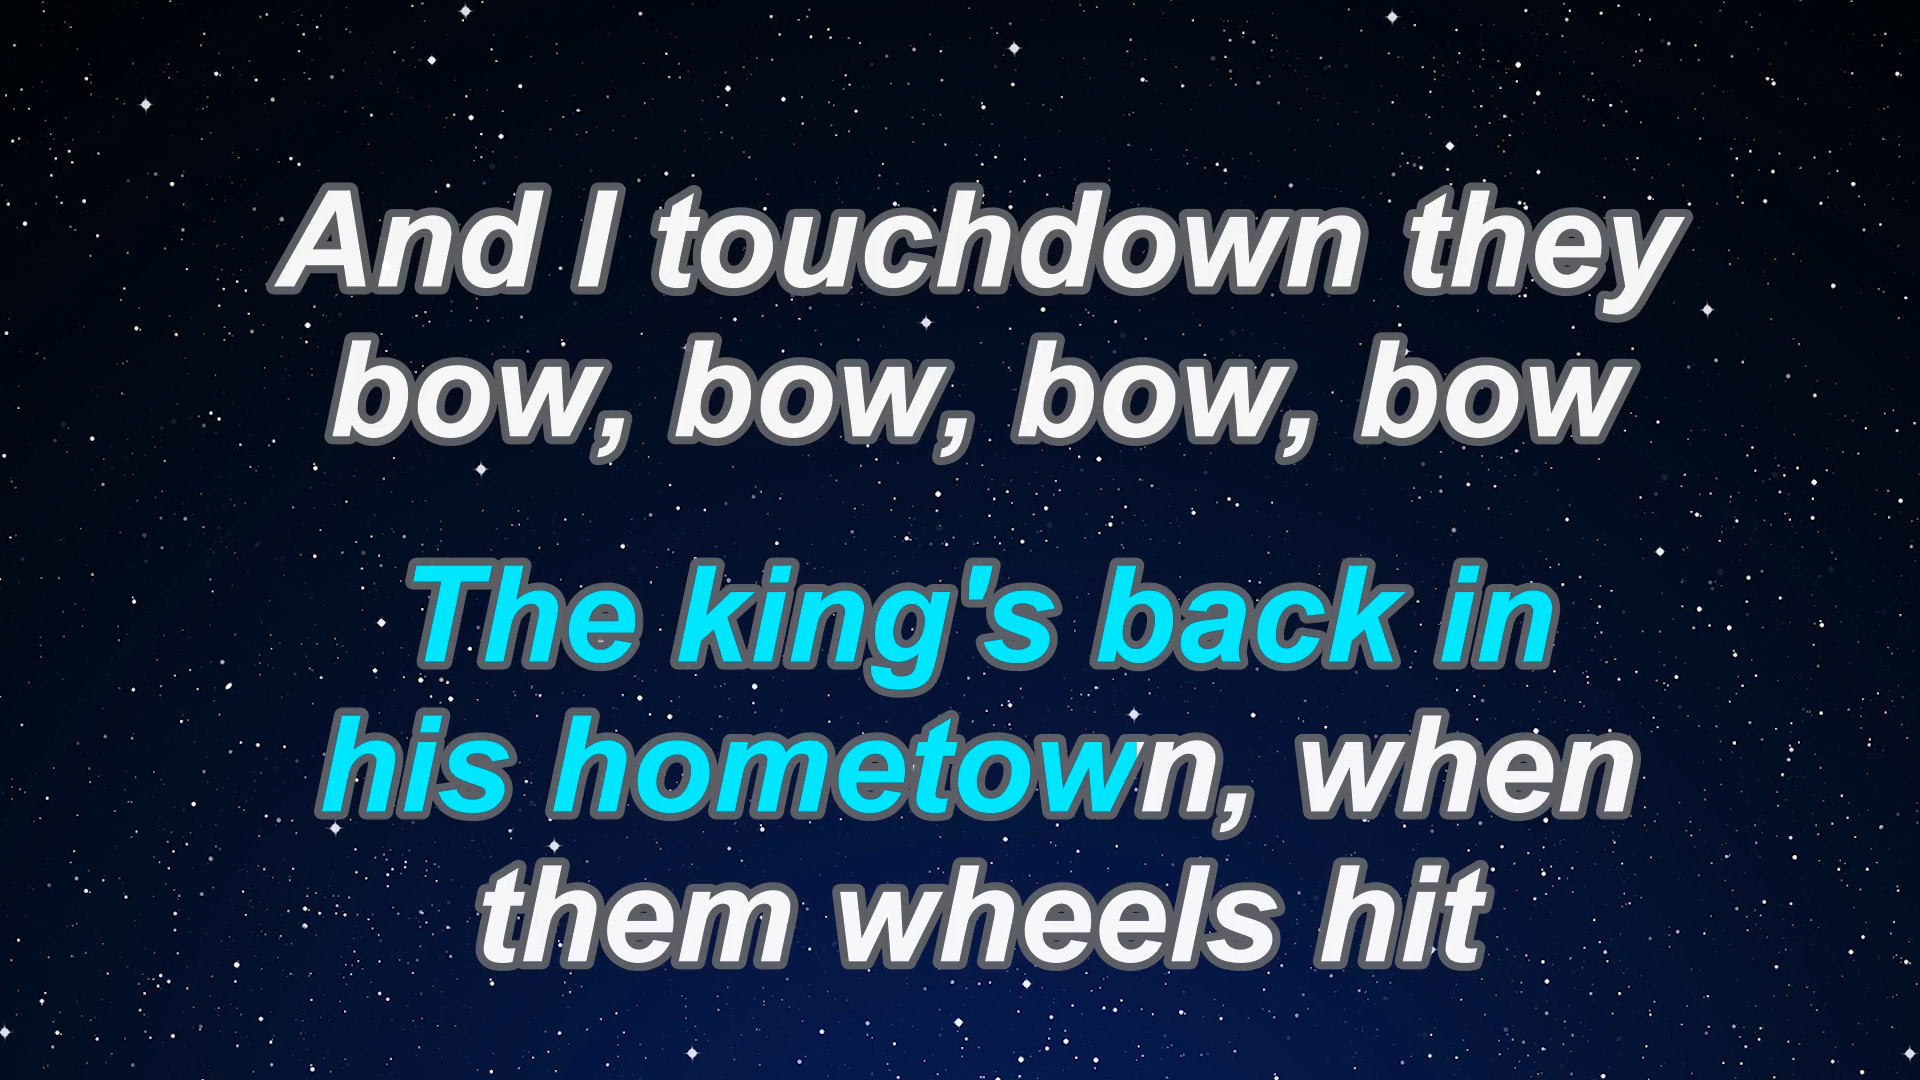 And I touchdown they
bow, bow, bow, bow
The king's back in
his hometown, when
them wheels hit